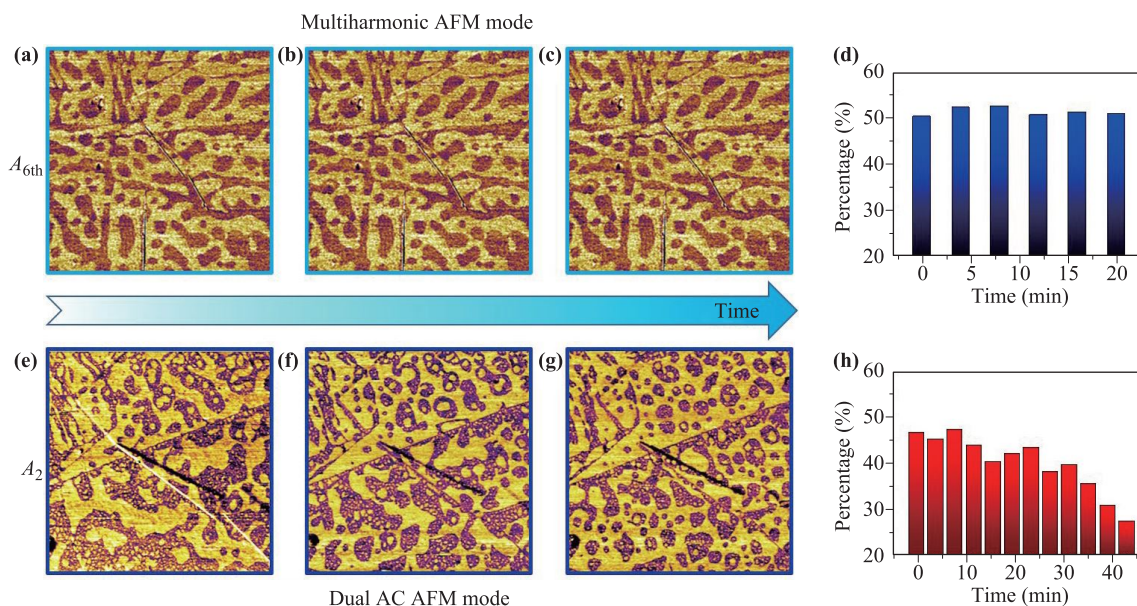 Multiharmonic AFM mode
(a)
(b)
(c)
(d)
A6th
60
50
40
30
20
Percentage (%)
0 5 10 15 20
Time (min)
Time
(e)
(f)
(g)
(h)
A2
60
50
40
30
20
Percentage (%)
0 10 20 30 40
Time (min)
Dual AC AFM mode